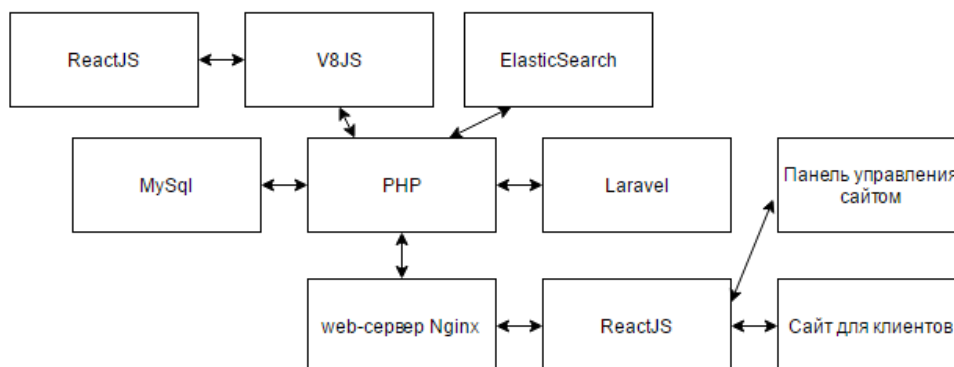 ReactJS
V8JS
ElasticSearch
MySql
PHP
Laravel
Панель управления
сайтом
web-сервер Nginx
ReactJS
Сайт для клиентов